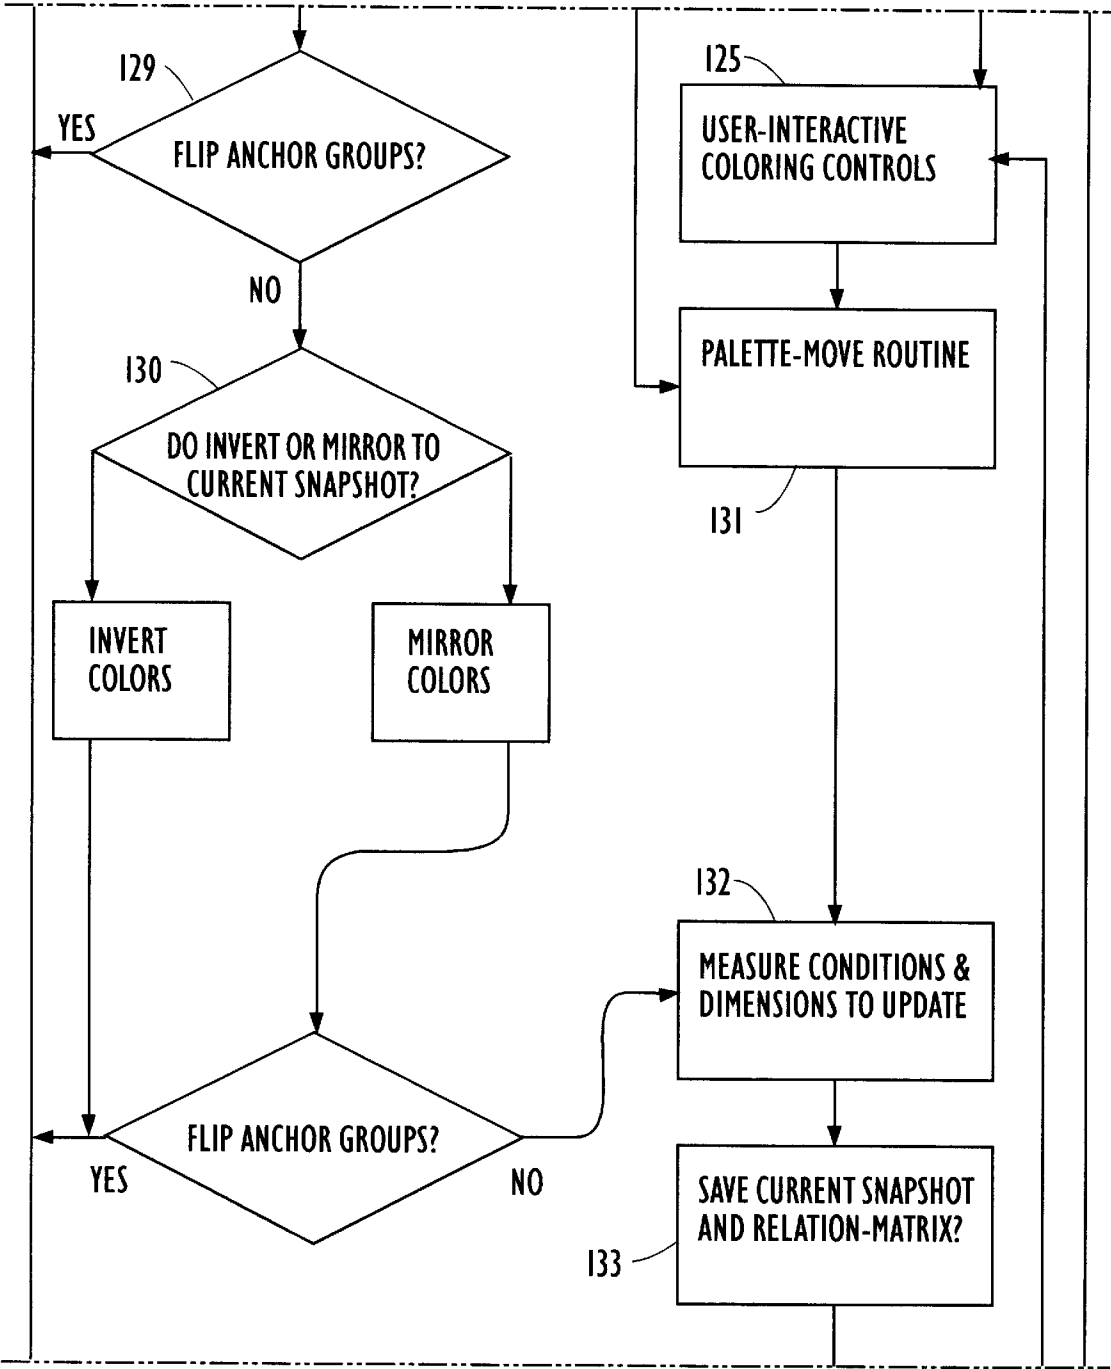 129
YES
FLIP ANCHOR GROUPS?
NO
130
DO INVERT OR MIRROR TO
CURRENT SNAPSHOT?
INVERT
COLORS
MIRROR
COLORS
FLIP ANCHOR GROUPS?
YES
NO
125
USER-INTERACTIVE
COLORING CONTROLS
PALETTE-MOVE ROUTINE
131
132
MEASURE CONDITIONS &
DIMENSIONS TO UPDATE
SAVE CURRENT SNAPSHOT
AND RELATION-MATRIX?
133